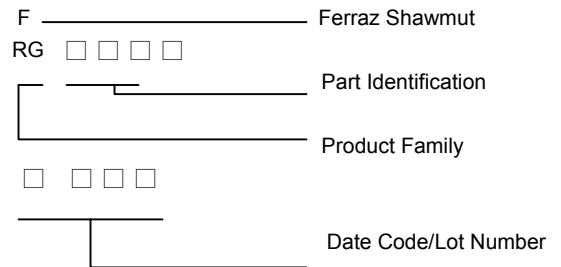 F Ferraz Shawmut
RG □ □ □ □
Part Identification
Product Family
□ □ □ □
Date Code/Lot Number